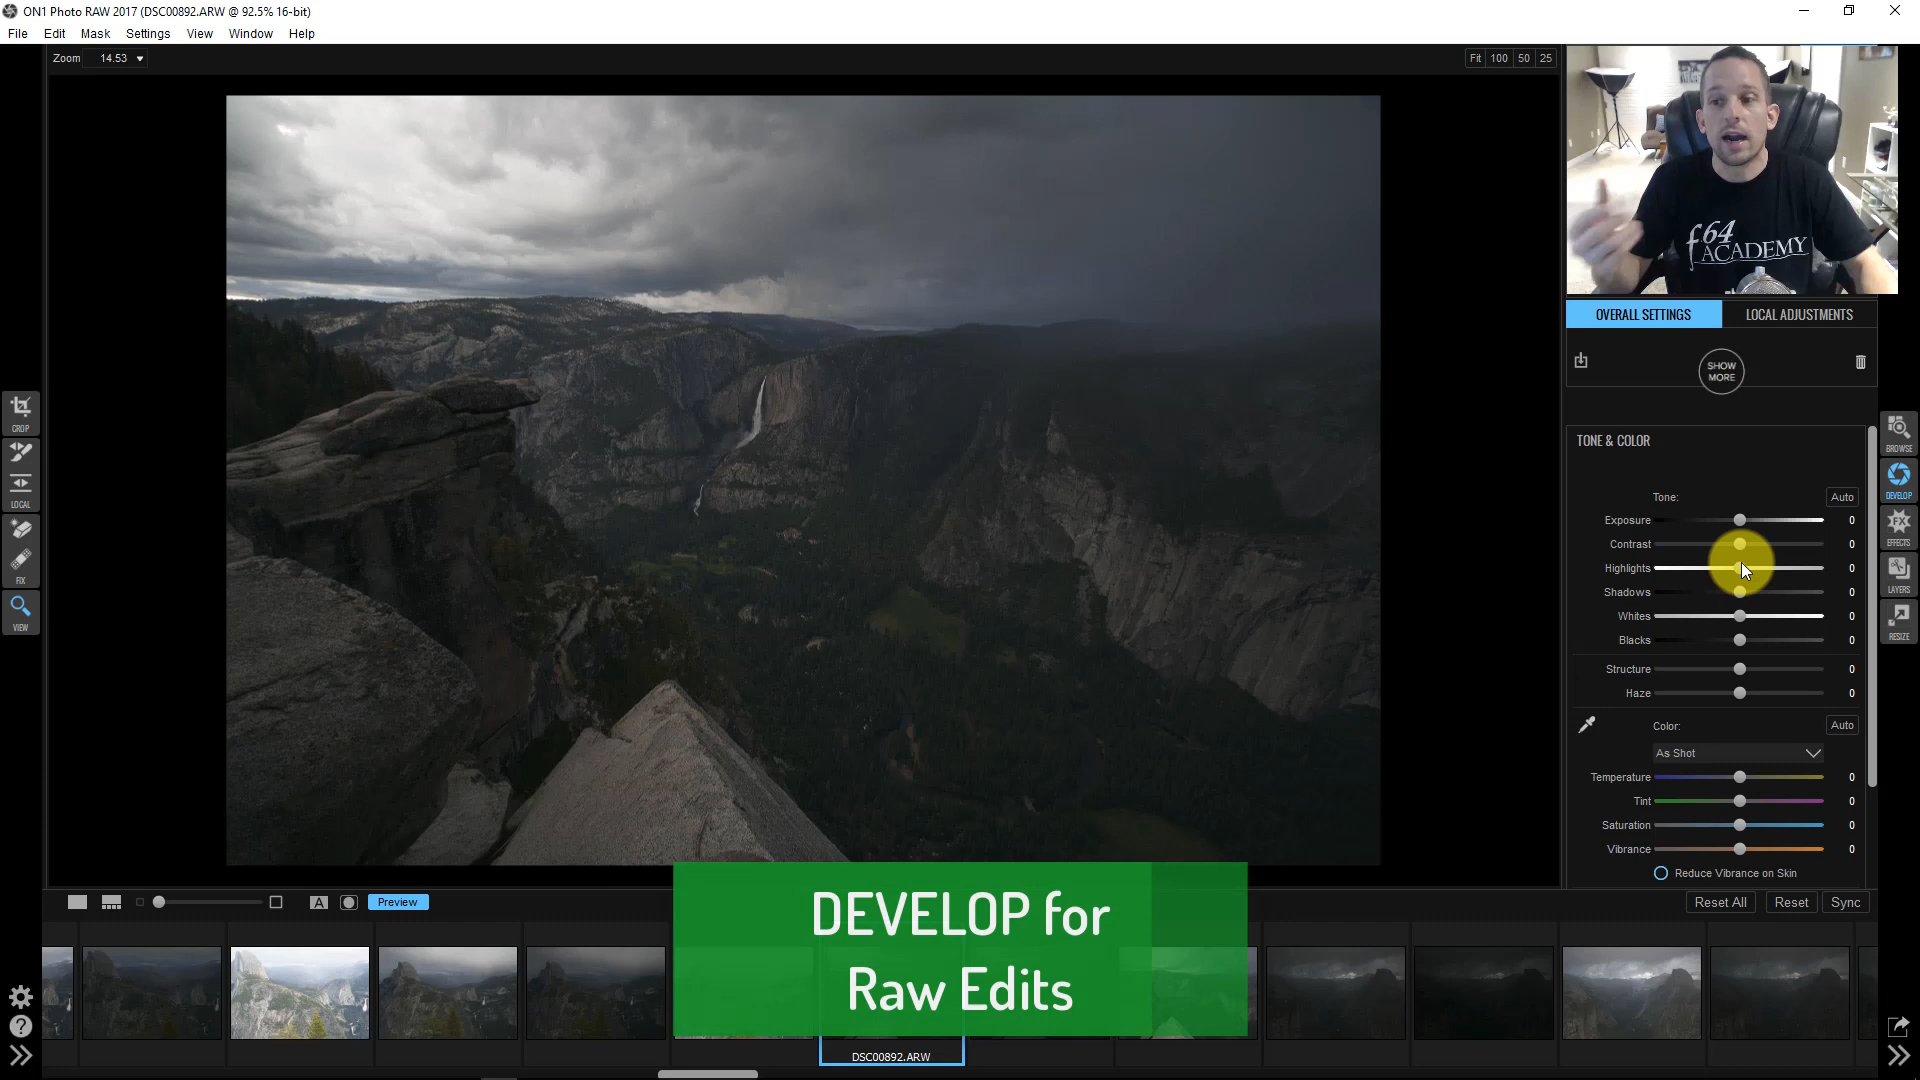 ON1 Photo RAW 2017 (DSC00892.ARW @ 92.5% 16-bit)
File Edit Mask Settings View Window Help
Zoom 14.53 Fit 100 50 25
f64
ACADEMY
OVERALL SETTINGS LOCAL ADJUSTMENTS
SHOW
MORE
TONE & COLOR
Tone: Auto
Exposure 0
Contrast 0
Highlights 0
Shadows 0
Whites 0
Blacks 0
Structure 0
Haze 0
Color: Auto
As Shot
Temperature 0
Tint 0
Saturation 0
Vibrance 0
Reduce Vibrance on Skin
CROP
LOCAL
FIX
VIEW
BROWSE
DEVELOP
FX
EFFECTS
LAYERS
RESIZE
A Preview
Reset All Reset Sync
DEVELOP for
Raw Edits
DSC00892.ARW